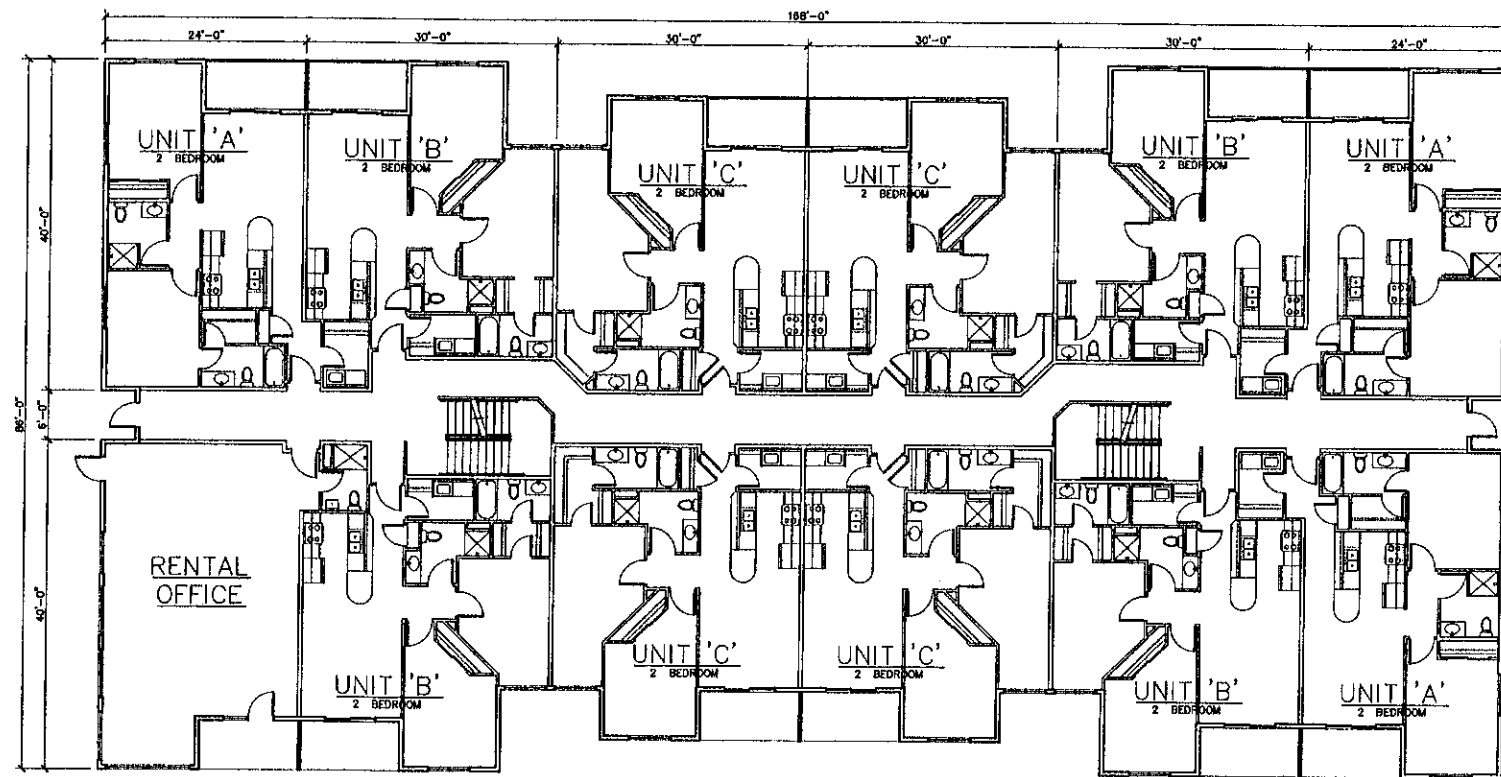 168'-0"
24'-0"
30'-0"
30'-0"
30'-0"
30'-0"
24'-0"
UNIT 'A'
2 BEDROOM
UNIT 'B'
2 BEDROOM
UNIT 'C'
2 BEDROOM
UNIT 'C'
2 BEDROOM
UNIT 'B'
2 BEDROOM
UNIT 'A'
2 BEDROOM
40'-0"
86'-0"
6'-0"
40'-0"
RENTAL
OFFICE
UNIT 'B'
2 BEDROOM
UNIT 'C'
2 BEDROOM
UNIT 'C'
2 BEDROOM
UNIT 'B'
2 BEDROOM
UNIT 'A'
2 BEDROOM